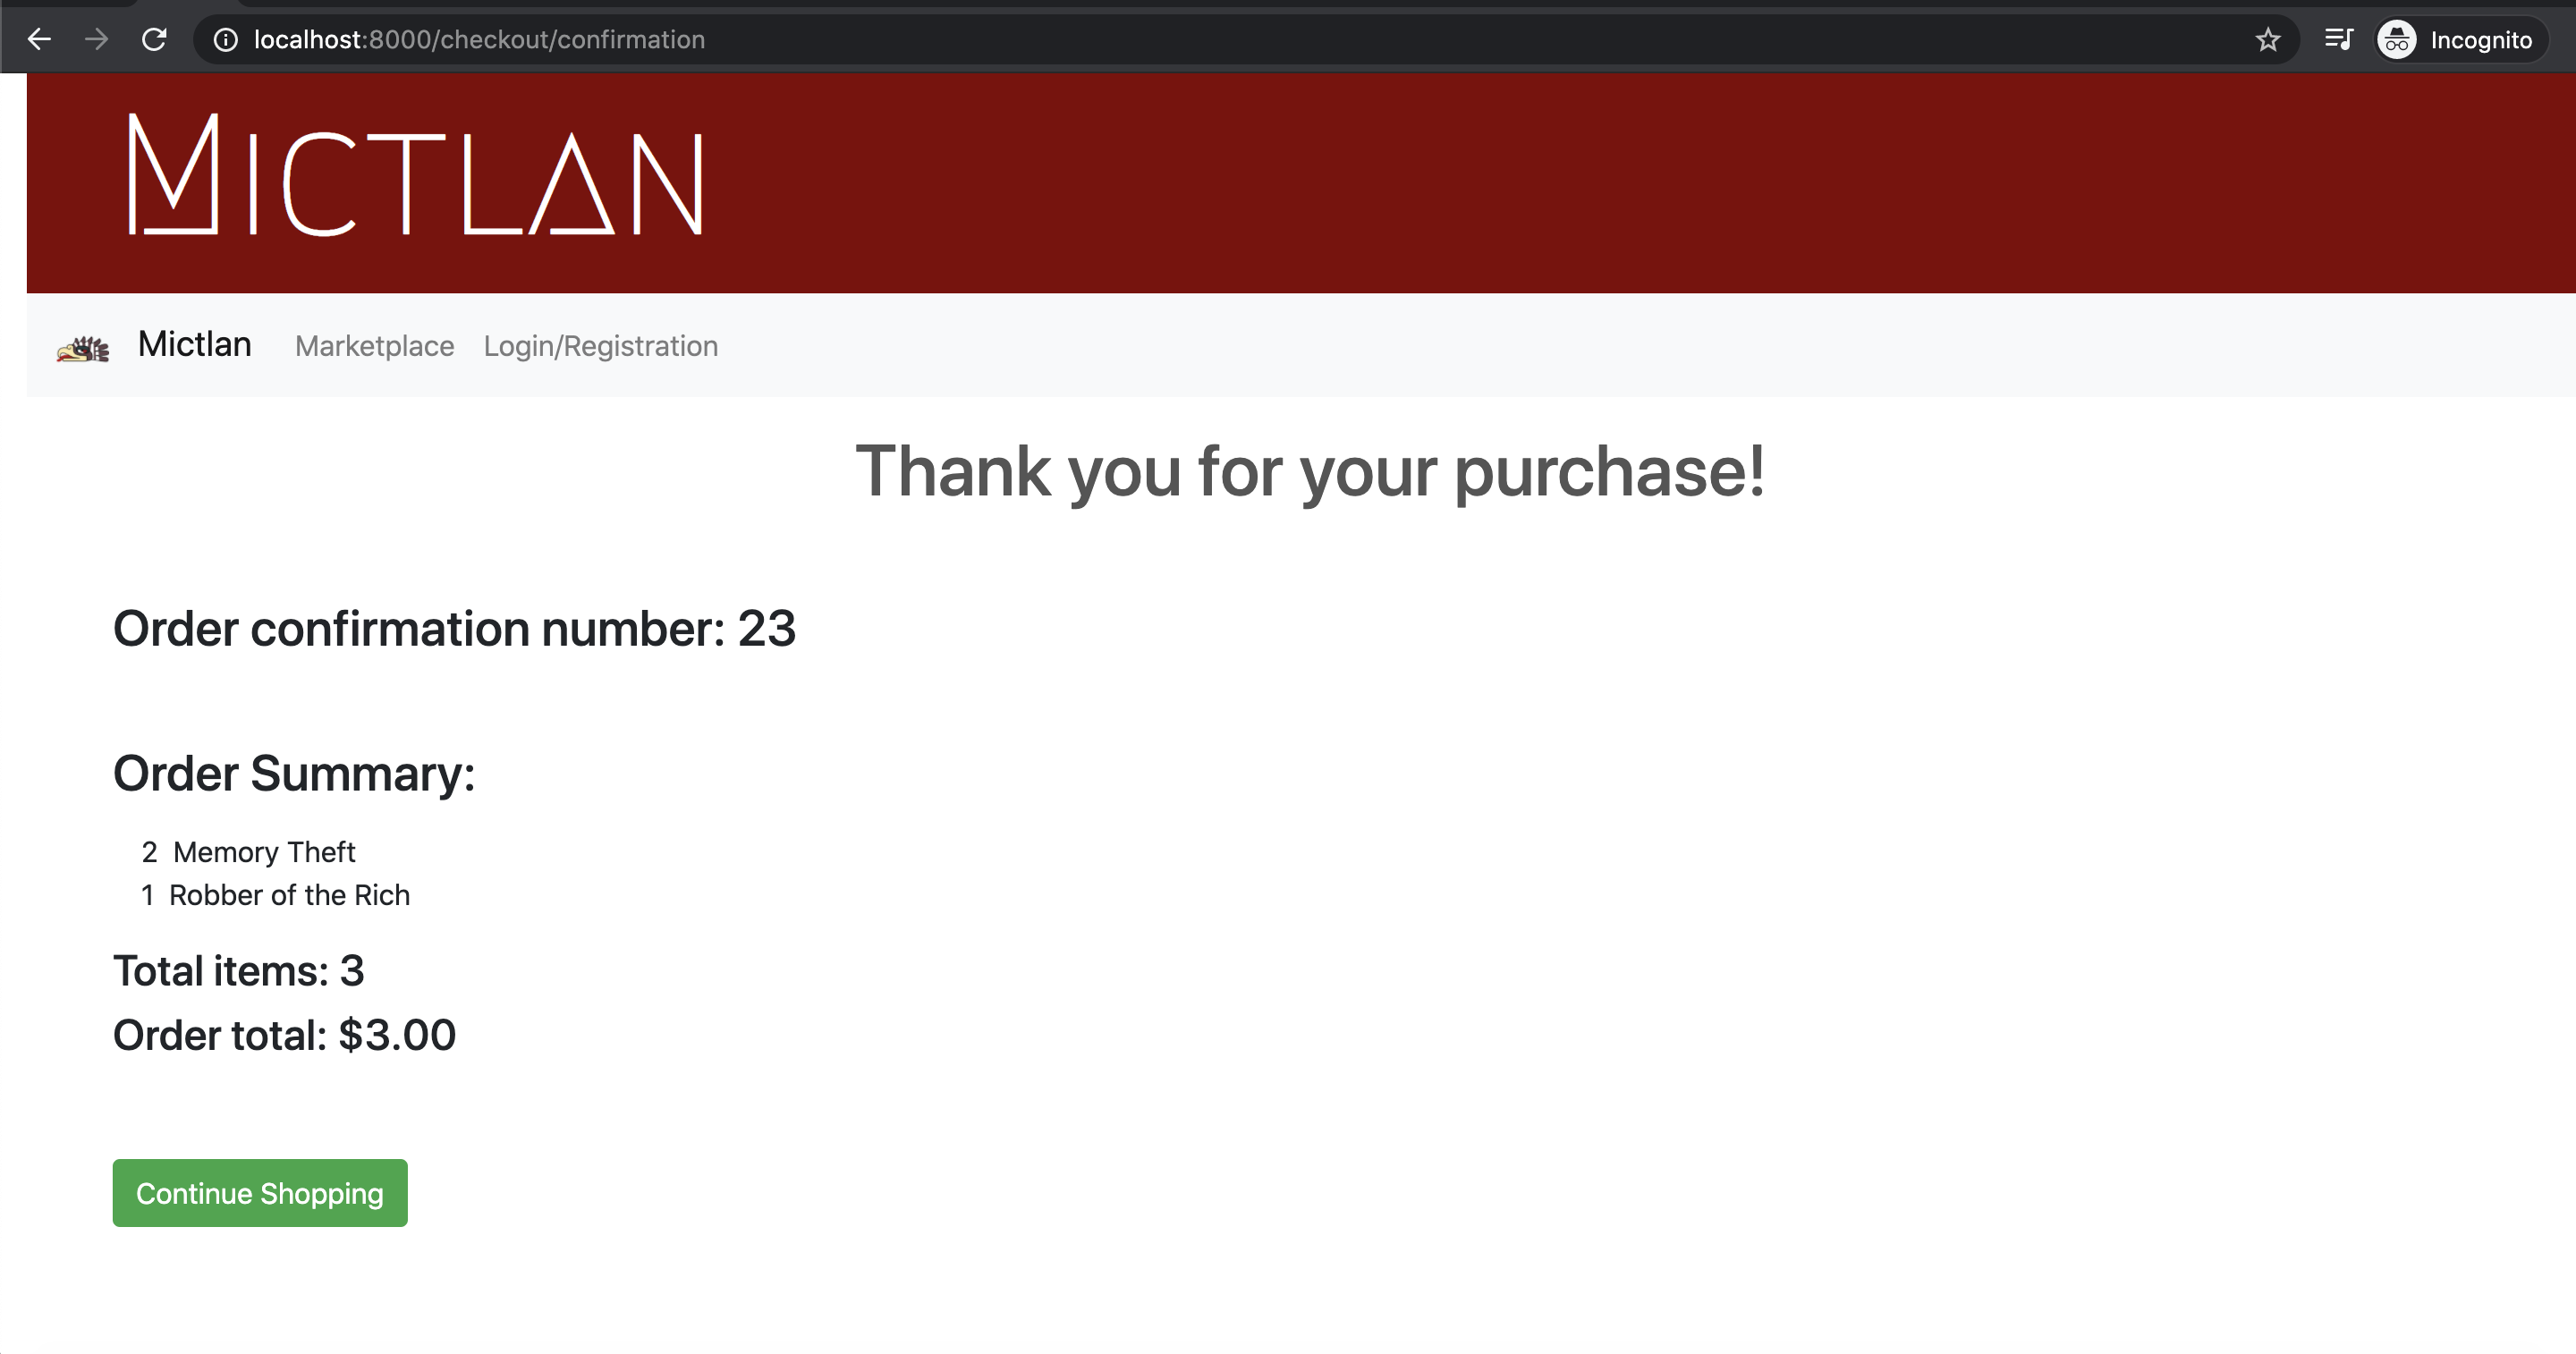 localhost:8000/checkout/confirmation
Incognito
MICTLAN
Mictlan Marketplace Login/Registration
Thank you for your purchase!
Order confirmation number: 23
Order Summary:
2 Memory Theft
1 Robber of the Rich
Total items: 3
Order total: $3.00
Continue Shopping